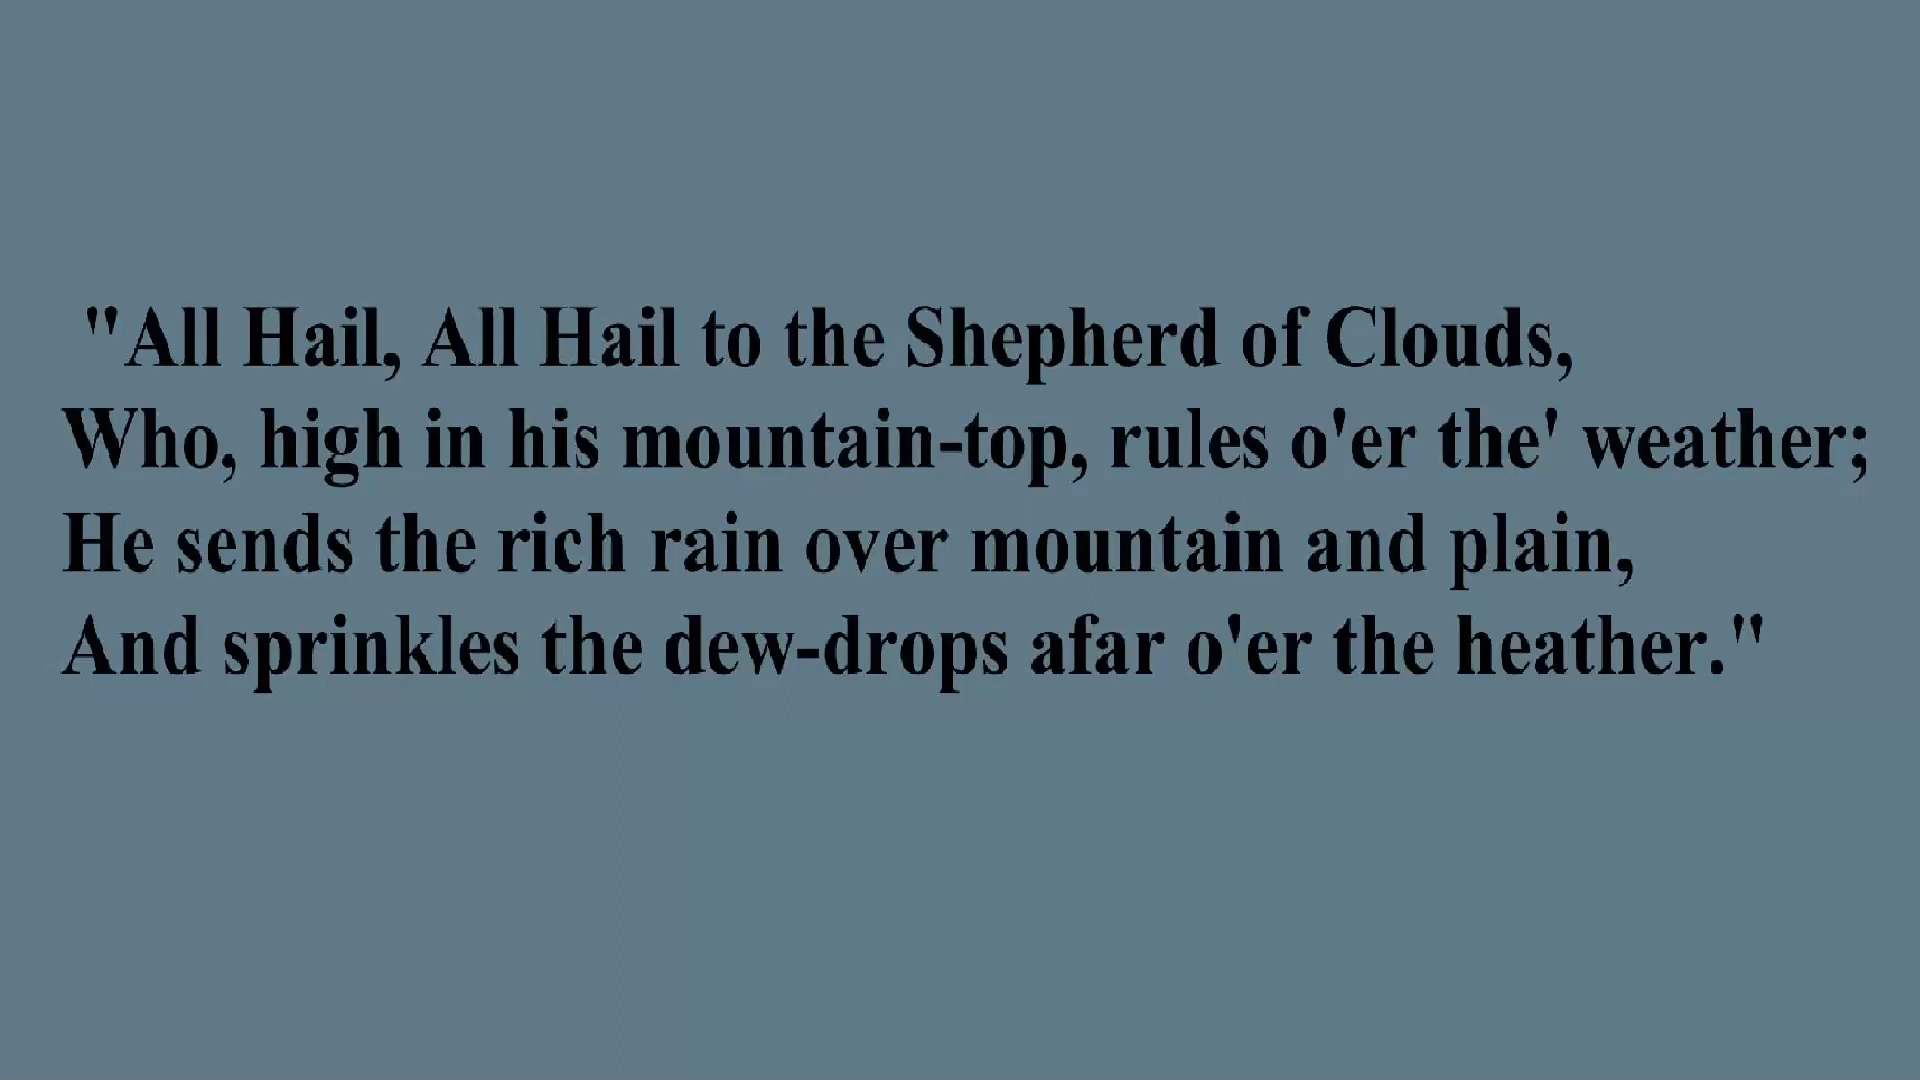 "All Hail, All Hail to the Shepherd of Clouds,
Who, high in his mountain-top, rules o'er the' weather;
He sends the rich rain over mountain and plain,
And sprinkles the dew-drops afar o'er the heather."